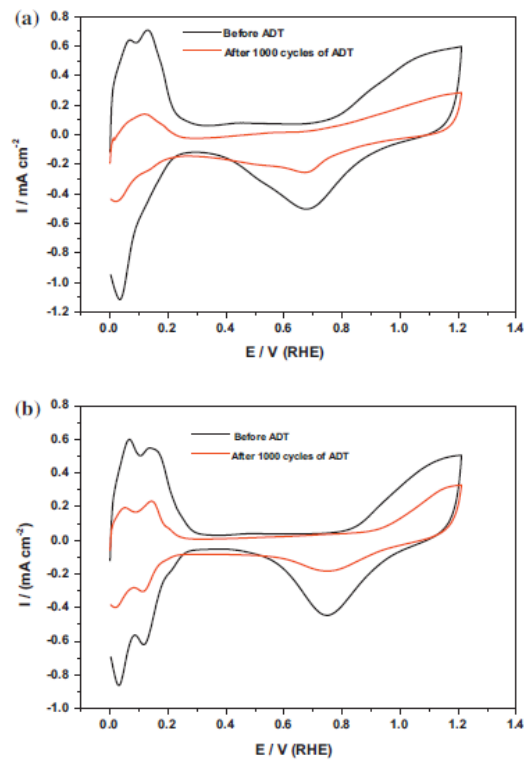 (a)
Before ADT
After 1000 cycles of ADT
0.8
0.6
0.4
0.2
0.0
-0.2
-0.4
-0.6
-0.8
-1.0
-1.2
I / mA cm-2
0.0 0.2 0.4 0.6 0.8 1.0 1.2 1.4
E / V (RHE)
(b)
Before ADT
After 1000 cycles of ADT
0.8
0.6
0.4
0.2
0.0
-0.2
-0.4
-0.6
-0.8
-1.0
I / (mA cm-2)
0.0 0.2 0.4 0.6 0.8 1.0 1.2 1.4
E / V (RHE)